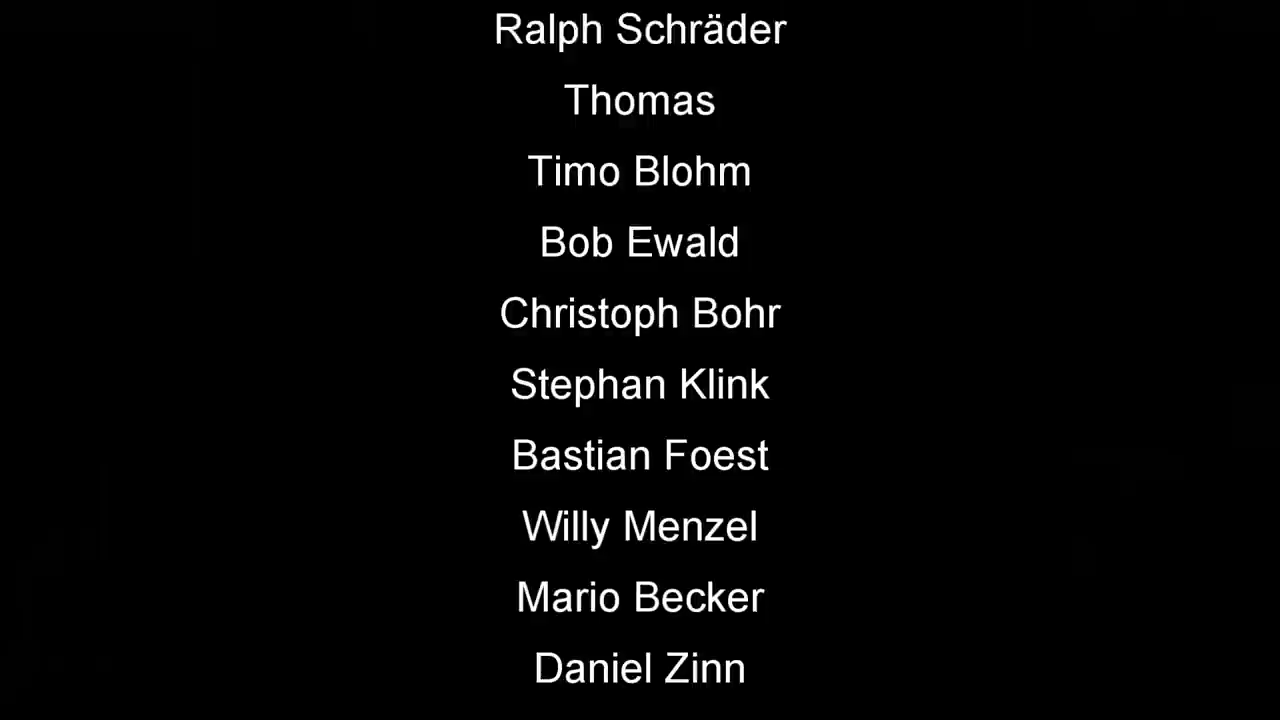 Ralph Schräder
Thomas
Timo Blohm
Bob Ewald
Christoph Bohr
Stephan Klink
Bastian Foest
Willy Menzel
Mario Becker
Daniel Zinn